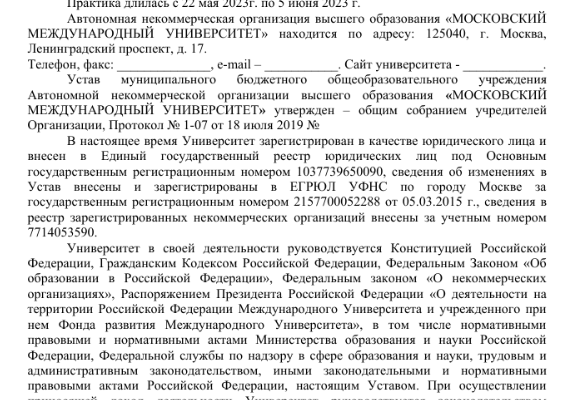 Практика длилась с 22 мая 2023г. по 5 июня 2023 г.
Автономная некоммерческая организация высшего образования «МОСКОВСКИЙ
МЕЖДУНАРОДНЫЙ УНИВЕРСИТЕТ» находится по адресу: 125040, г. Москва,
Ленинградский проспект, д. 17.
Телефон, факс: _______________, e-mail – ____________. Сайт университета - _____________.
Устав муниципального бюджетного общеобразовательного учреждения
Автономной некоммерческой организации высшего образования «МОСКОВСКИЙ
МЕЖДУНАРОДНЫЙ УНИВЕРСИТЕТ» утвержден – общим собранием учредителей
Организации, Протокол № 1-07 от 18 июля 2019 №
В настоящее время Университет зарегистрирован в качестве юридического лица и
внесен в Единый государственный реестр юридических лиц под Основным
государственным регистрационным номером 1037739650090, сведения об изменениях в
Устав внесены и зарегистрированы в ЕГРЮЛ УФНС по городу Москве за
государственным регистрационным номером 2157700052288 от 05.03.2015 г., сведения в
реестр зарегистрированных некоммерческих организаций внесены за учетным номером
7714053590.
Университет в своей деятельности руководствуется Конституцией Российской
Федерации, Гражданским Кодексом Российской Федерации, Федеральным Законом «Об
образовании в Российской Федерации», Федеральным законом «О некоммерческих
организациях», Распоряжением Президента Российской Федерации «О деятельности на
территории Российской Федерации Международного Университета и учрежденного при
нем Фонда развития Международного Университета», в том числе нормативными
правовыми и нормативными актами Министерства образования и науки Российской
Федерации, Федеральной службы по надзору в сфере образования и науки, трудовым и
административным законодательством, иными законодательными и нормативными
правовыми актами Российской Федерации, настоящим Уставом. При осуществлении